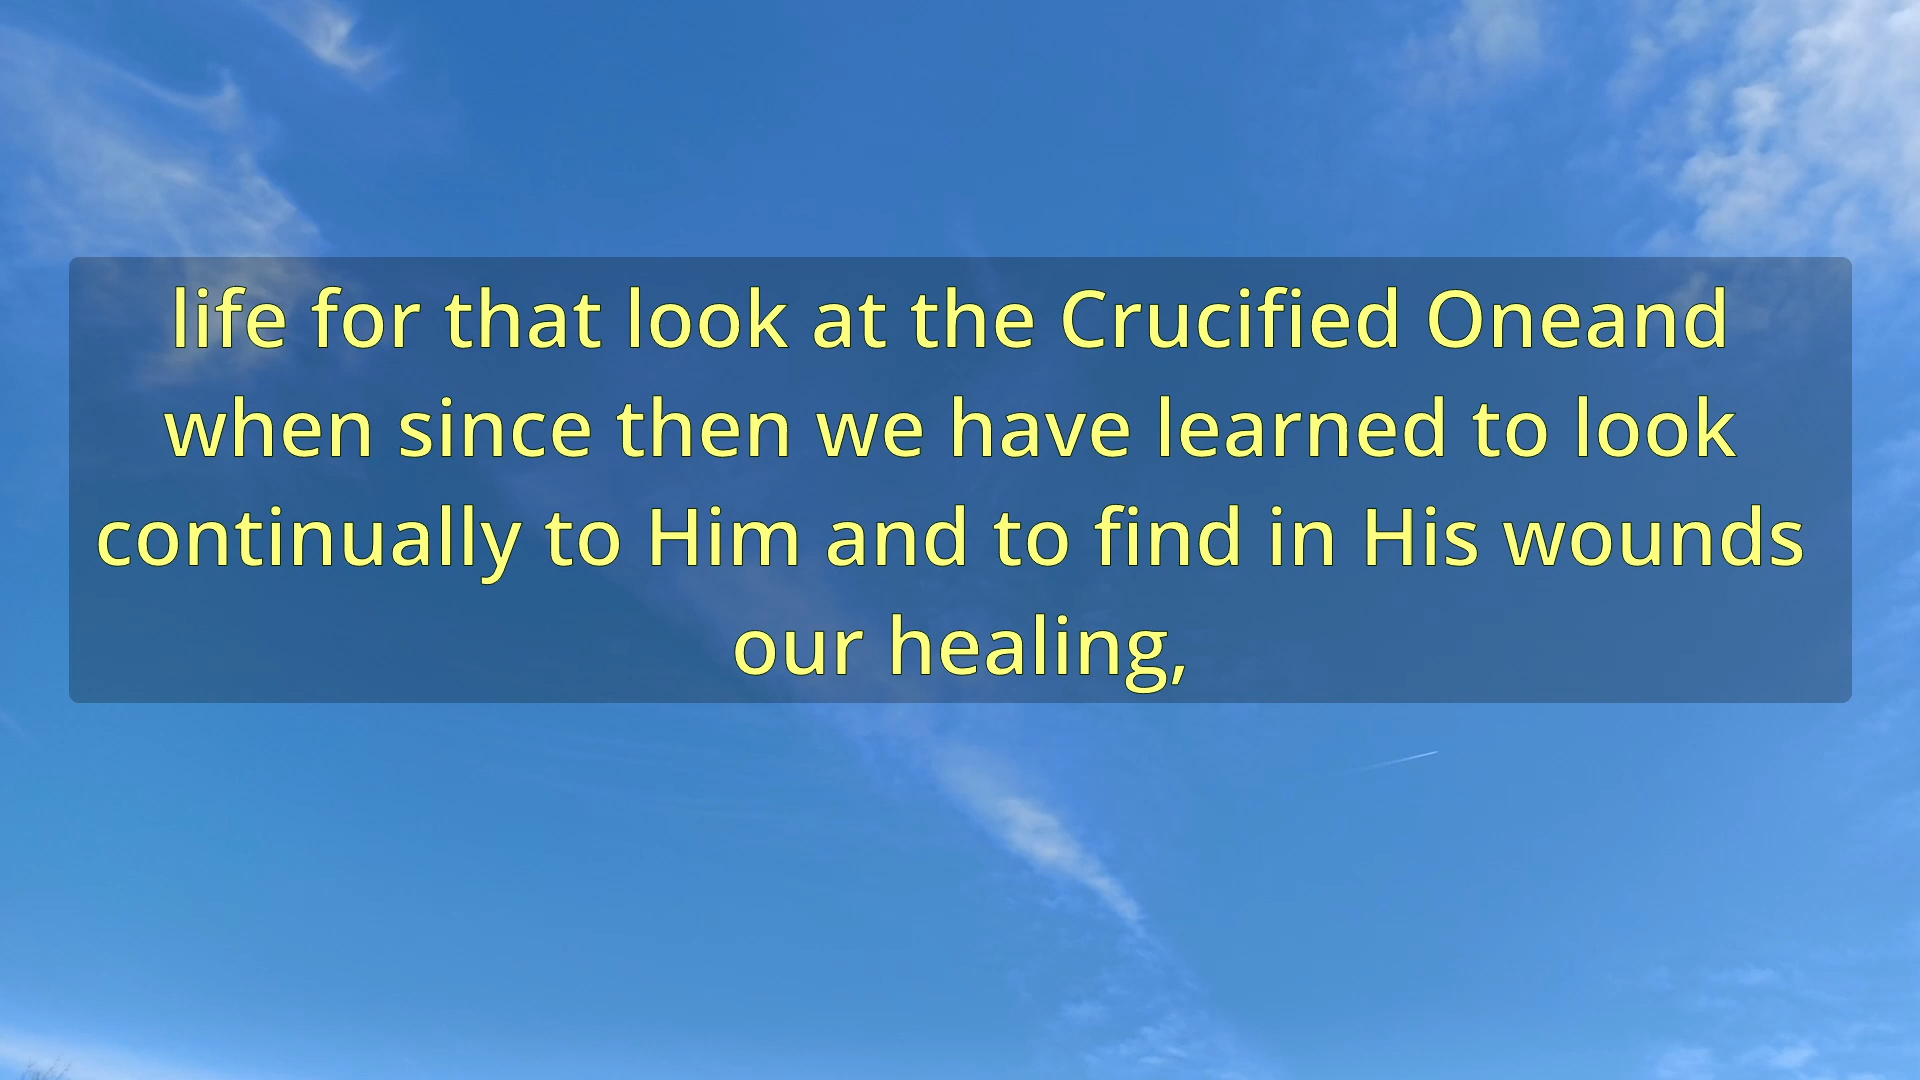 life for that look at the Crucified Oneand
when since then we have learned to look
continually to Him and to find in His wounds
our healing,